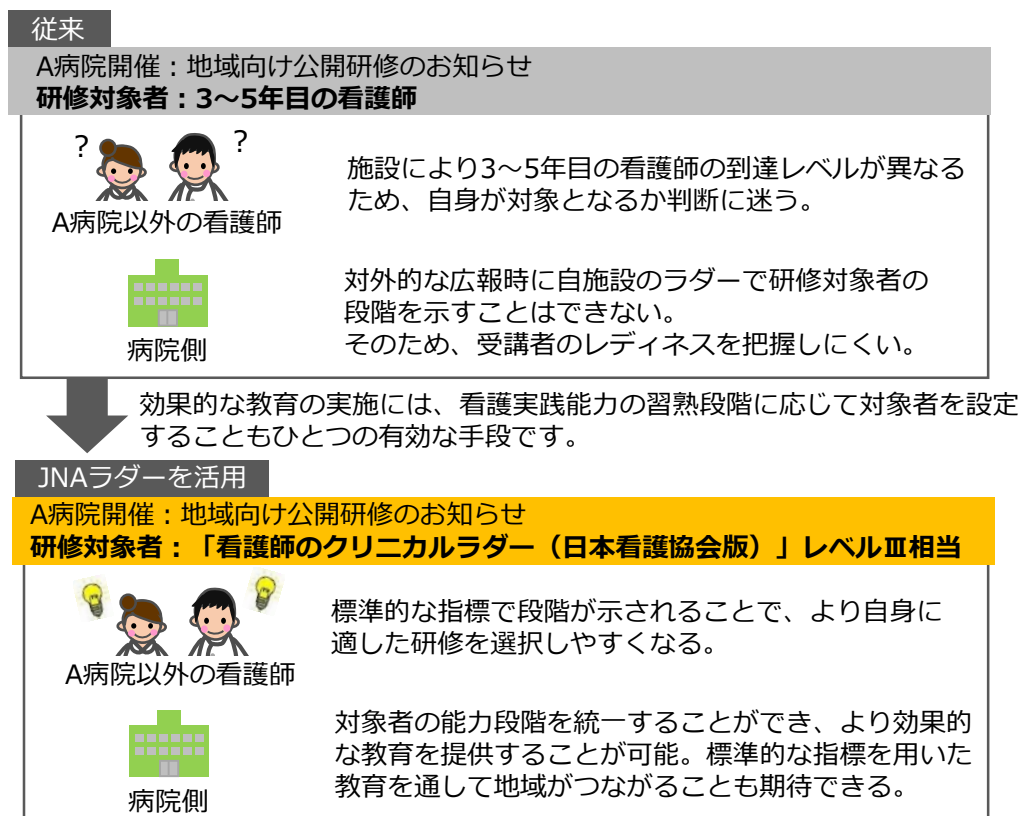 従来
A病院開催：地域向け公開研修のお知らせ
研修対象者：3～5年目の看護師
? ?
A病院以外の看護師
施設により3～5年目の看護師の到達レベルが異なる
ため、自身が対象となるか判断に迷う。
病院側
対外的な広報時に自施設のラダーで研修対象者の
段階を示すことはできない。
そのため、受講者のレディネスを把握しにくい。
効果的な教育の実施には、看護実践能力の習熟段階に応じて対象者を設定
することもひとつの有効な手段です。
JNAラダーを活用
A病院開催：地域向け公開研修のお知らせ
研修対象者：「看護師のクリニカルラダー（日本看護協会版）」レベルⅢ相当
A病院以外の看護師
標準的な指標で段階が示されることで、より自身に
適した研修を選択しやすくなる。
病院側
対象者の能力段階を統一することができ、より効果的
な教育を提供することが可能。標準的な指標を用いた
教育を通して地域がつながることも期待できる。